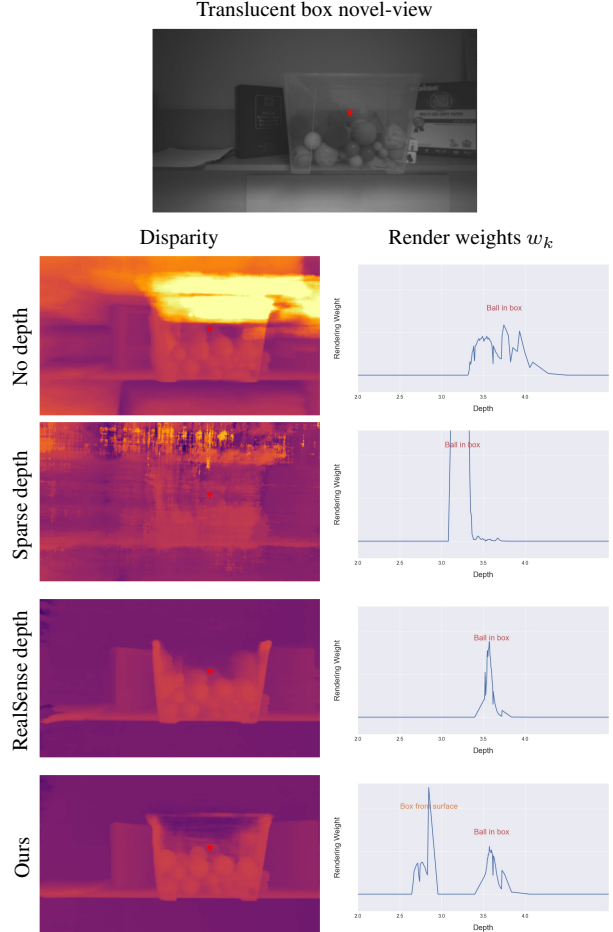 Translucent box novel-view
Disparity
Render weights w_k
No depth
Rendering Weight
Ball in box
2.0 2.5 3.0 3.5 4.0
Depth
Sparse depth
Rendering Weight
Ball in box
2.0 2.5 3.0 3.5 4.0
Depth
RealSense depth
Rendering Weight
Ball in box
2.0 2.5 3.0 3.5 4.0
Depth
Ours
Rendering Weight
Box front surface
Ball in box
2.0 2.5 3.0 3.5 4.0
Depth